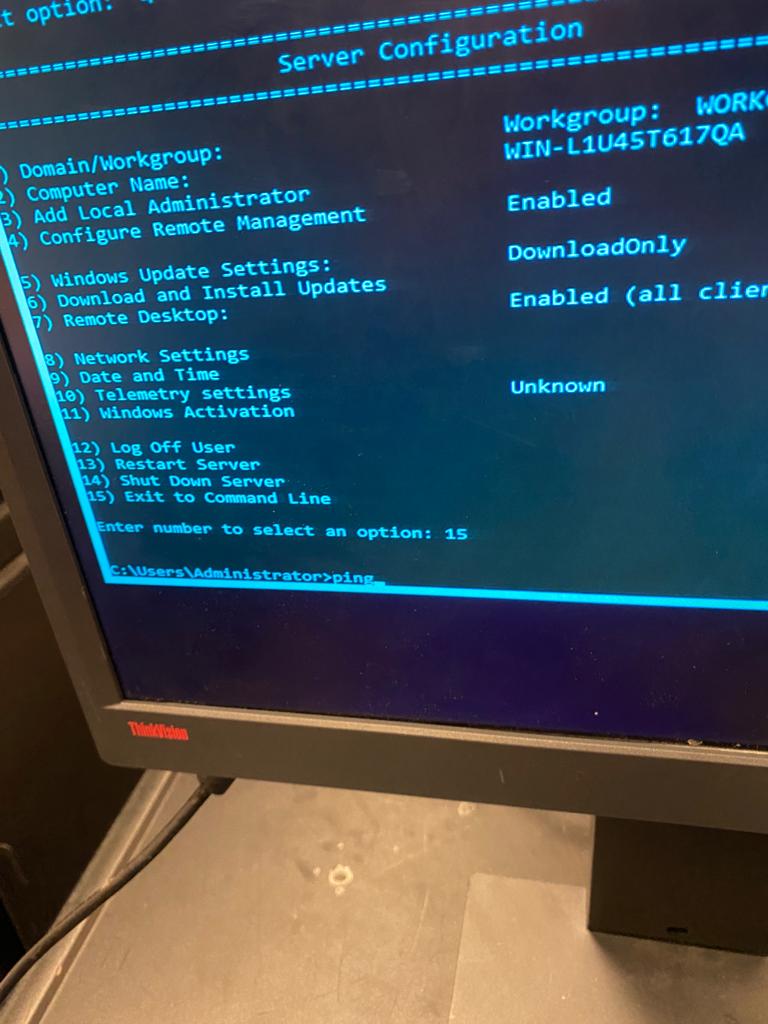 t option:
Server Configuration
) Domain/Workgroup: Workgroup: WORK
2) Computer Name: WIN-L1U45T617QA
3) Add Local Administrator
4) Configure Remote Management Enabled
5) Windows Update Settings: DownloadOnly
6) Download and Install Updates
7) Remote Desktop: Enabled (all clien
8) Network Settings
9) Date and Time
10) Telemetry settings Unknown
11) Windows Activation
12) Log Off User
13) Restart Server
14) Shut Down Server
15) Exit to Command Line
Enter number to select an option: 15
C:\Users\Administrator>ping_
ThinkVision